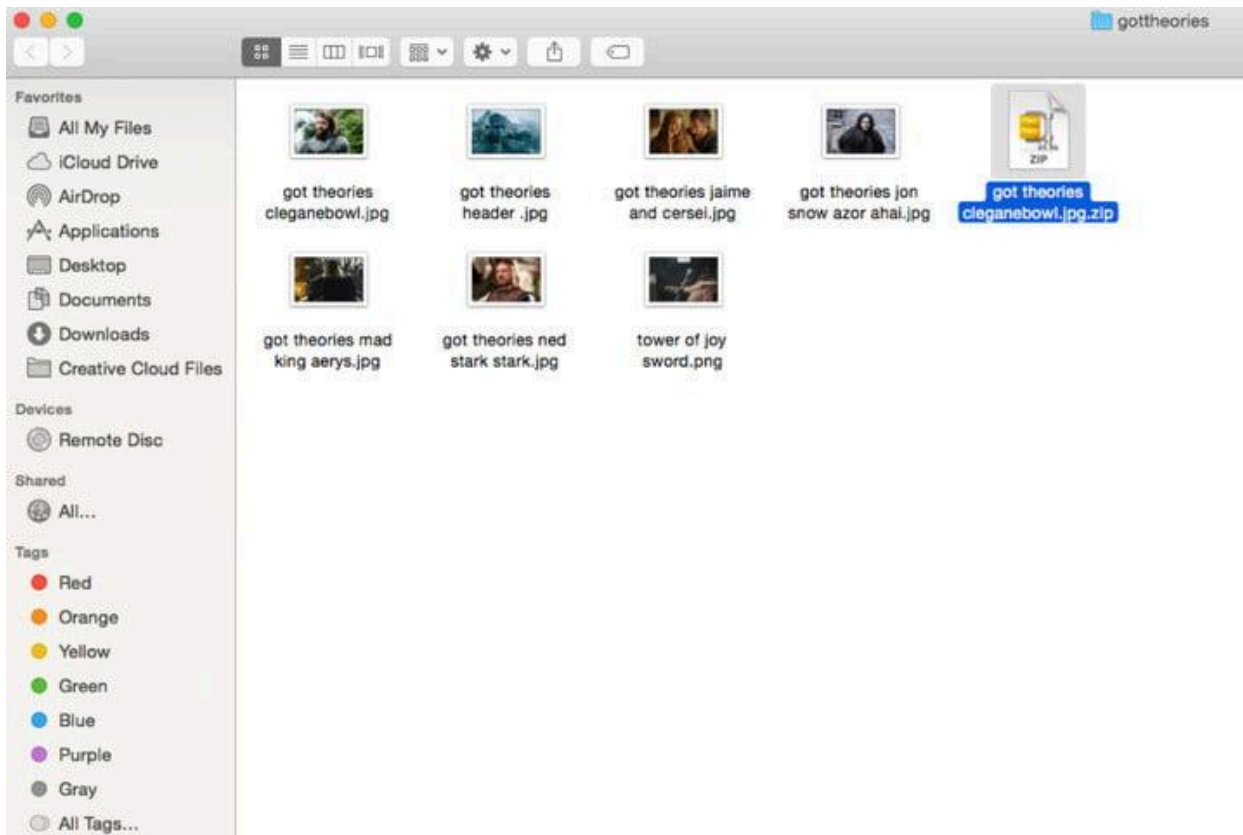 gottheories
Favorites
All My Files
iCloud Drive
AirDrop
Applications
Desktop
Documents
Downloads
Creative Cloud Files
Devices
Remote Disc
Shared
All...
Tags
Red
Orange
Yellow
Green
Blue
Purple
Gray
All Tags...
got theories
cleganebowl.jpg
got theories
header .jpg
got theories jaime
and cersei.jpg
got theories jon
snow azor ahai.jpg
ZIP
got theories
cleganebowl.jpg.zip
got theories mad
king aerys.jpg
got theories ned
stark stark.jpg
tower of joy
sword.png